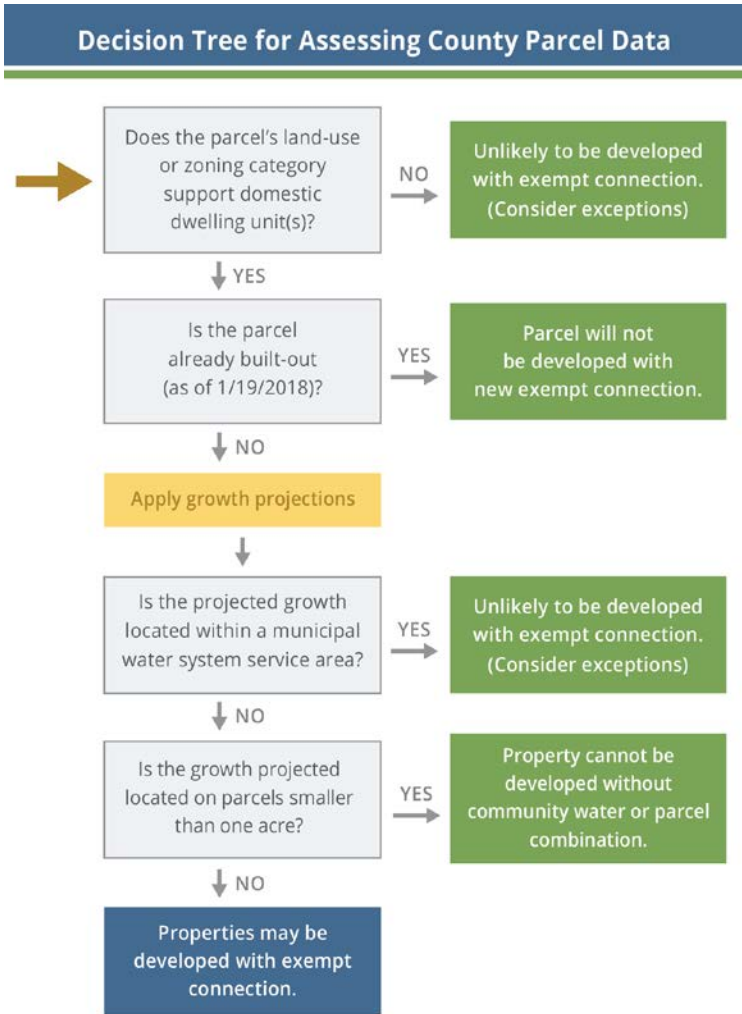 Decision Tree for Assessing County Parcel Data
Does the parcel's land-use
or zoning category
support domestic
dwelling unit(s)?
NO
Unlikely to be developed
with exempt connection.
(Consider exceptions)
YES
Is the parcel
already built-out
(as of 1/19/2018)?
YES
Parcel will not
be developed with
new exempt connection.
NO
Apply growth projections
Is the projected growth
located within a municipal
water system service area?
YES
Unlikely to be developed
with exempt connection.
(Consider exceptions)
NO
Is the growth projected
located on parcels smaller
than one acre?
YES
Property cannot be
developed without
community water or parcel
combination.
NO
Properties may be
developed with exempt
connection.